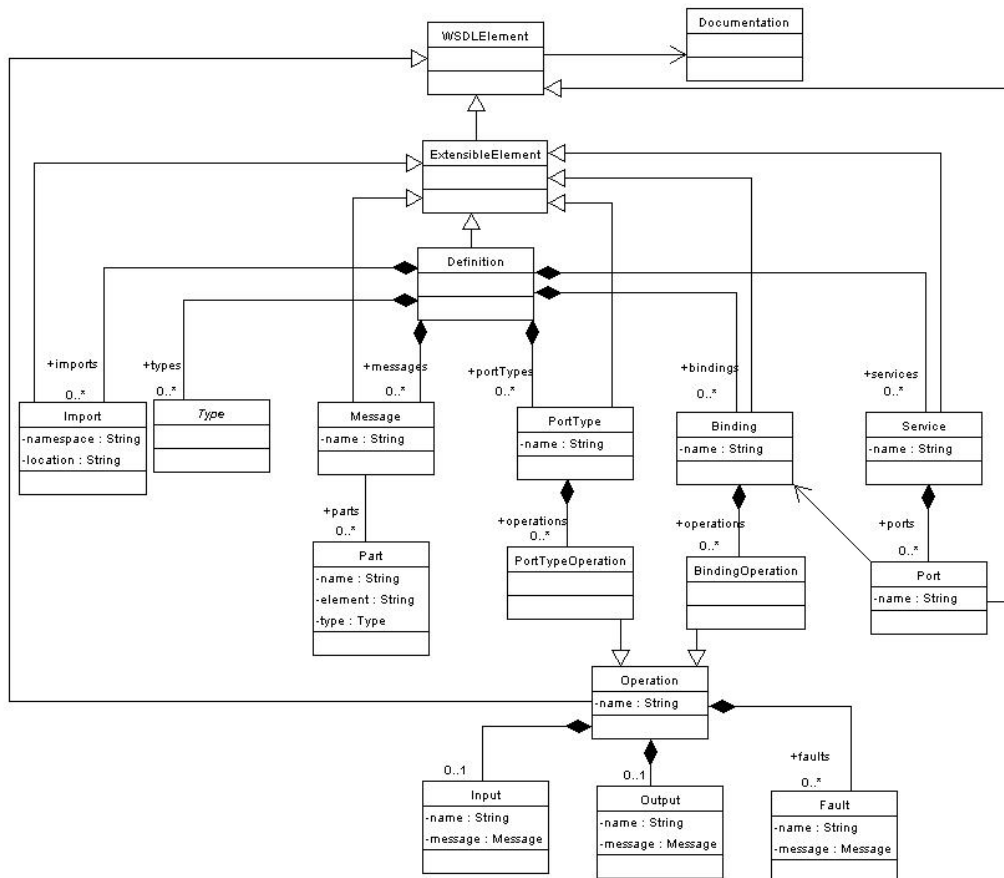 WSDLElement
Documentation
ExtensibleElement
Definition
+imports
0..*
+types
0..*
+messages
0..*
+portTypes
0..*
+bindings
0..*
+services
0..*
Import
-namespace : String
-location : String
Type
Message
-name : String
PortType
-name : String
Binding
-name : String
Service
-name : String
+parts
0..*
+operations
0..*
+operations
0..*
+ports
0..*
Part
-name : String
-element : String
-type : Type
PortTypeOperation
BindingOperation
Port
-name : String
Operation
-name : String
0..1
0..1
+faults
0..*
Input
-name : String
-message : Message
Output
-name : String
-message : Message
Fault
-name : String
-message : Message